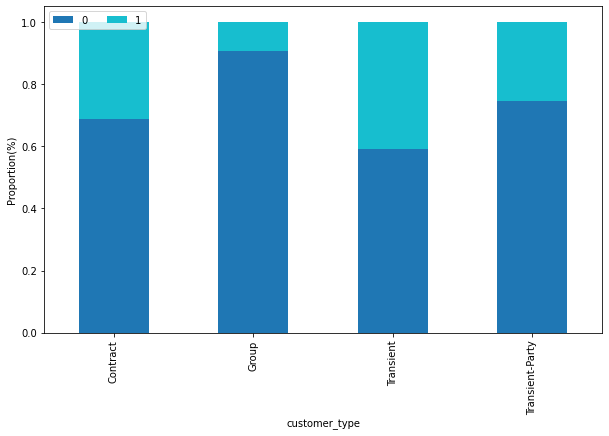 0 1
1.0
0.8
0.6
0.4
0.2
0.0
Proportion(%)
Contract
Group
Transient
Transient-Party
customer_type